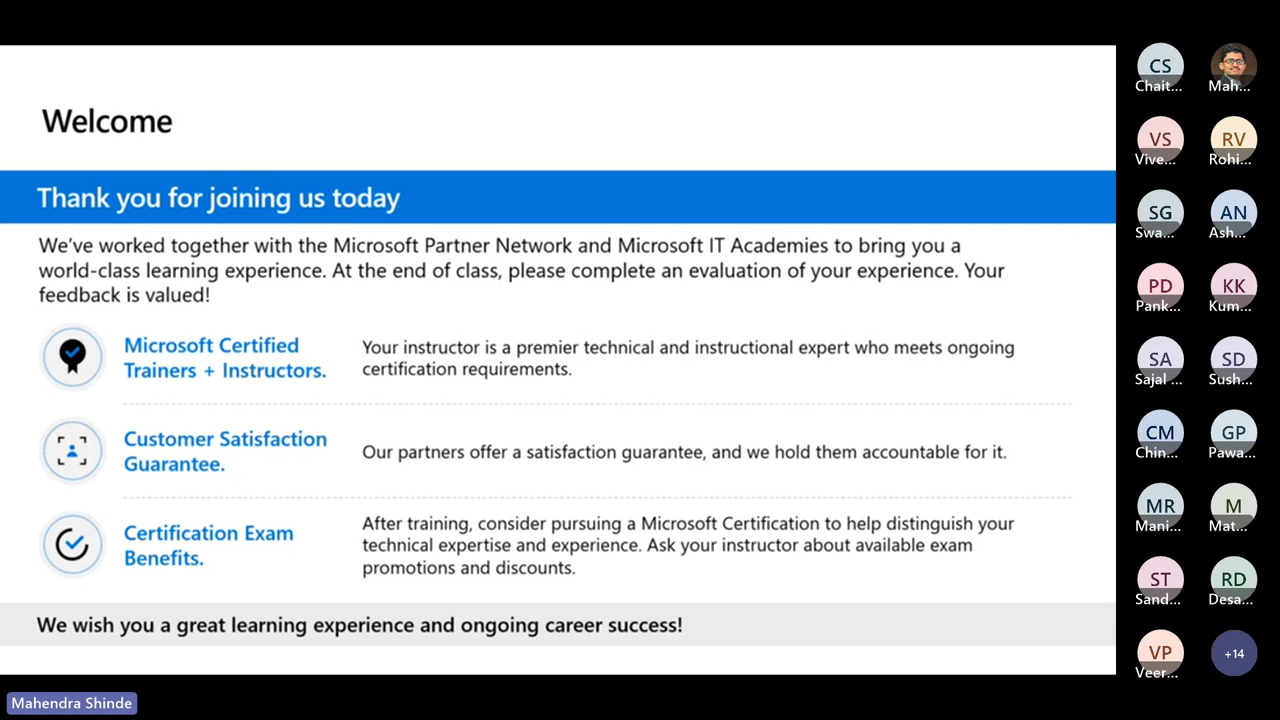 Welcome
Thank you for joining us today
We've worked together with the Microsoft Partner Network and Microsoft IT Academies to bring you a
world-class learning experience. At the end of class, please complete an evaluation of your experience. Your
feedback is valued!
Microsoft Certified
Trainers + Instructors.
Your instructor is a premier technical and instructional expert who meets ongoing
certification requirements.
Customer Satisfaction
Guarantee.
Our partners offer a satisfaction guarantee, and we hold them accountable for it.
Certification Exam
Benefits.
After training, consider pursuing a Microsoft Certification to help distinguish your
technical expertise and experience. Ask your instructor about available exam
promotions and discounts.
We wish you a great learning experience and ongoing career success!
Mahendra Shinde
CS
Chait... Mah...
VS RV
Vive... Rohi...
SG AN
Swa... Ash...
PD KK
Pank... Kum...
SA SD
Sajal ... Sush...
CM GP
Chin... Pawa...
MR M
Mani... Mat...
ST RD
Sand... Desa...
VP +14
Veer...